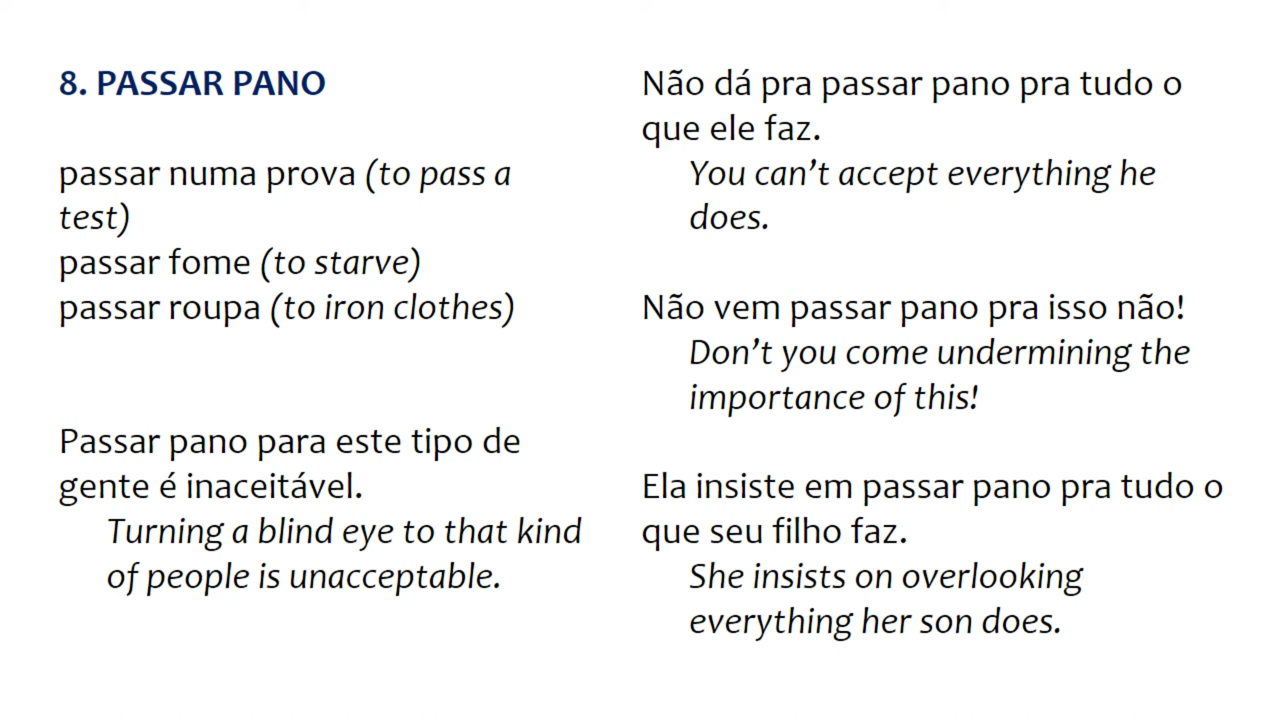 8. PASSAR PANO
passar numa prova (to pass a
test)
passar fome (to starve)
passar roupa (to iron clothes)
Passar pano para este tipo de
gente é inaceitável.
Turning a blind eye to that kind
of people is unacceptable.
Não dá pra passar pano pra tudo o
que ele faz.
You can’t accept everything he
does.
Não vem passar pano pra isso não!
Don’t you come undermining the
importance of this!
Ela insiste em passar pano pra tudo o
que seu filho faz.
She insists on overlooking
everything her son does.